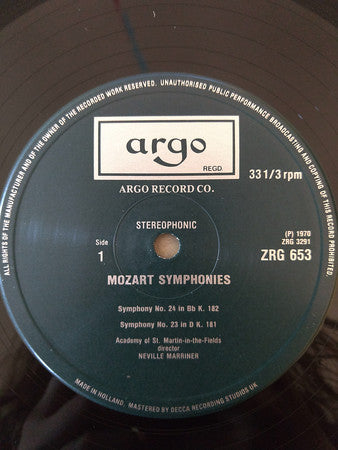 ALL RIGHTS OF THE MANUFACTURER AND OF THE OWNER OF THE RECORDED WORK RESERVED. UNAUTHORISED PUBLIC PERFORMANCE BROADCASTING AND COPYING OF THIS RECORD PROHIBITED.
argo
REGD.
ARGO RECORD CO.
33 1/3 rpm
STEREOPHONIC
Side
1
(P) 1970
ZRG 3291
ZRG 653
MOZART SYMPHONIES
Symphony No. 24 in Bb K. 182
Symphony No. 23 in D K. 181
Academy of St. Martin-in-the-Fields
director
NEVILLE MARRINER
MADE IN HOLLAND. MASTERED BY DECCA RECORDING STUDIOS UK